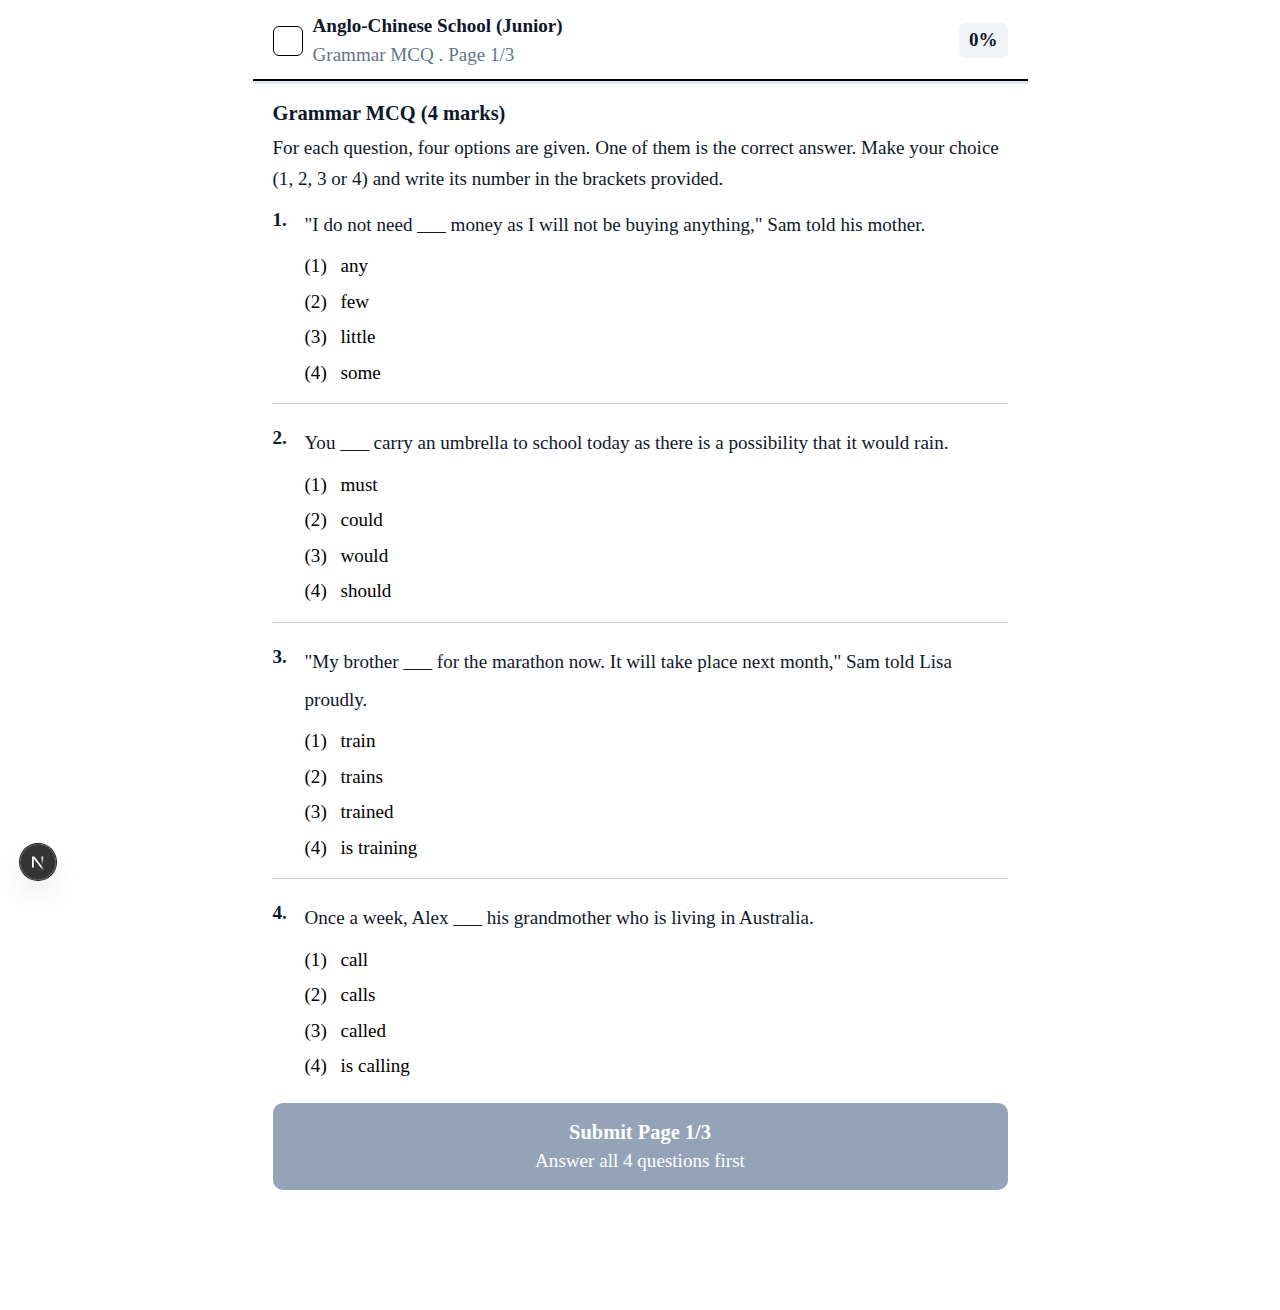 Anglo-Chinese School (Junior)
Grammar MCQ . Page 1/3
0%
Grammar MCQ (4 marks)
For each question, four options are given. One of them is the correct answer. Make your choice
(1, 2, 3 or 4) and write its number in the brackets provided.
1. "I do not need ___ money as I will not be buying anything," Sam told his mother.
(1) any
(2) few
(3) little
(4) some
2. You ___ carry an umbrella to school today as there is a possibility that it would rain.
(1) must
(2) could
(3) would
(4) should
3. "My brother ___ for the marathon now. It will take place next month," Sam told Lisa
proudly.
(1) train
(2) trains
(3) trained
(4) is training
N
4. Once a week, Alex ___ his grandmother who is living in Australia.
(1) call
(2) calls
(3) called
(4) is calling
Submit Page 1/3
Answer all 4 questions first